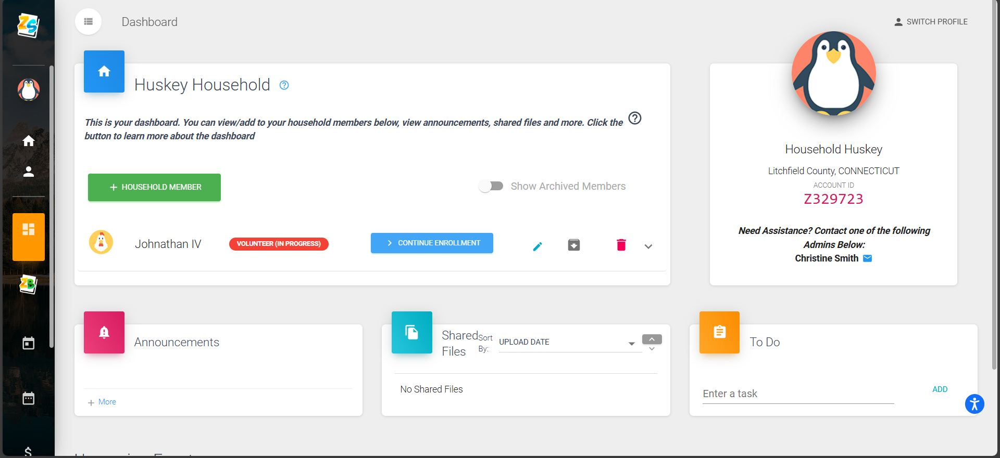 ZS
Dashboard
SWITCH PROFILE
Huskey Household
This is your dashboard. You can view/add to your household members below, view announcements, shared files and more. Click the
button to learn more about the dashboard
+ HOUSEHOLD MEMBER
Show Archived Members
Johnathan IV
VOLUNTEER (IN PROGRESS)
CONTINUE ENROLLMENT
Household Huskey
Litchfield County, CONNECTICUT
ACCOUNT ID
Z329723
Need Assistance? Contact one of the following
Admins Below:
Christine Smith
ZB
Announcements
+ More
Shared
Files
Sort
By:
UPLOAD DATE
No Shared Files
To Do
Enter a task
ADD